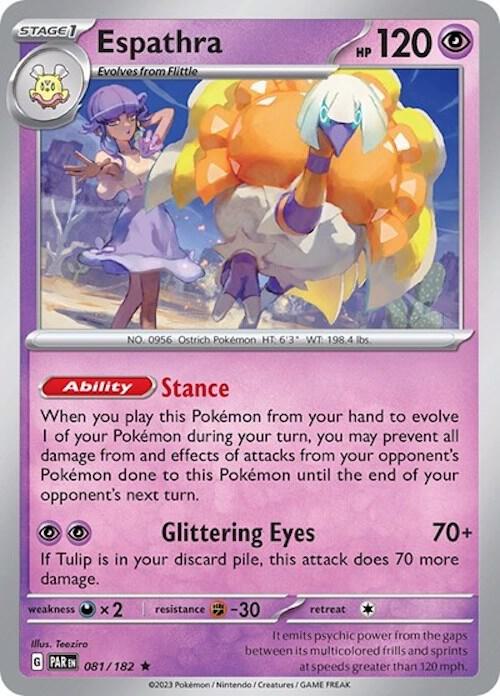 STAGE1
Espathra
HP 120
Evolves from Flittle
NO. 0956 Ostrich Pokémon HT: 6'3" WT: 198.4 lbs.
Ability Stance
When you play this Pokémon from your hand to evolve
1 of your Pokémon during your turn, you may prevent all
damage from and effects of attacks from your opponent's
Pokémon done to this Pokémon until the end of your
opponent's next turn.
Glittering Eyes 70+
If Tulip is in your discard pile, this attack does 70 more
damage.
weakness ×2 resistance -30 retreat
Illus. Teeziro
G PAR EN 081/182 ★
It emits psychic power from the gaps
between its multicolored frills and sprints
at speeds greater than 120 mph.
©2023 Pokémon / Nintendo / Creatures / GAME FREAK